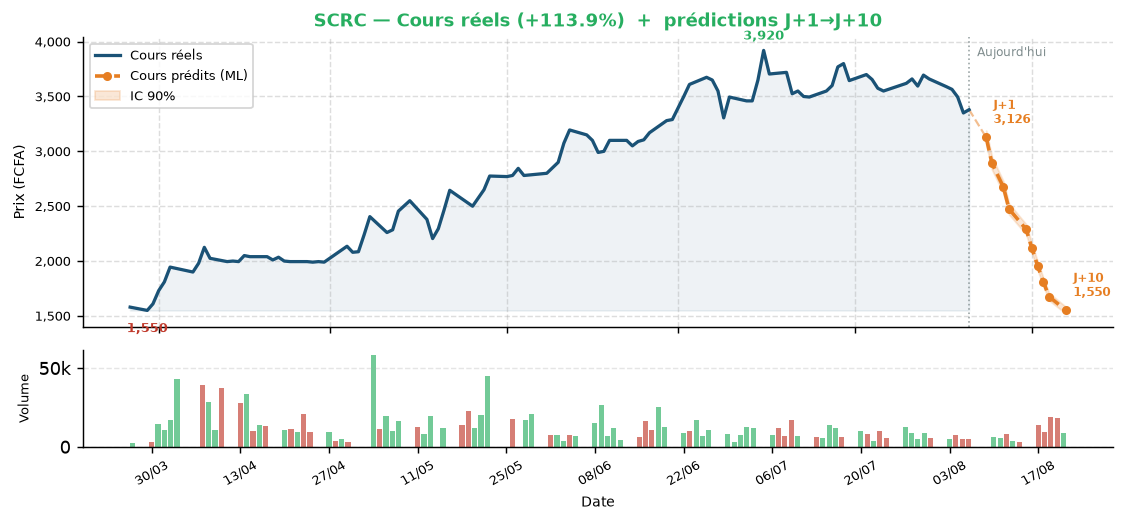 SCRC — Cours réels (+113.9%)  +  prédictions J+1→J+10
3,920
Cours réels
Cours prédits (ML)
IC 90%
Aujourd'hui
J+1
3,126
J+10
1,550
1,550
Prix (FCFA)
4,000
3,500
3,000
2,500
2,000
1,500
Volume
50k
0
30/03
13/04
27/04
11/05
25/05
08/06
22/06
06/07
20/07
03/08
17/08
Date